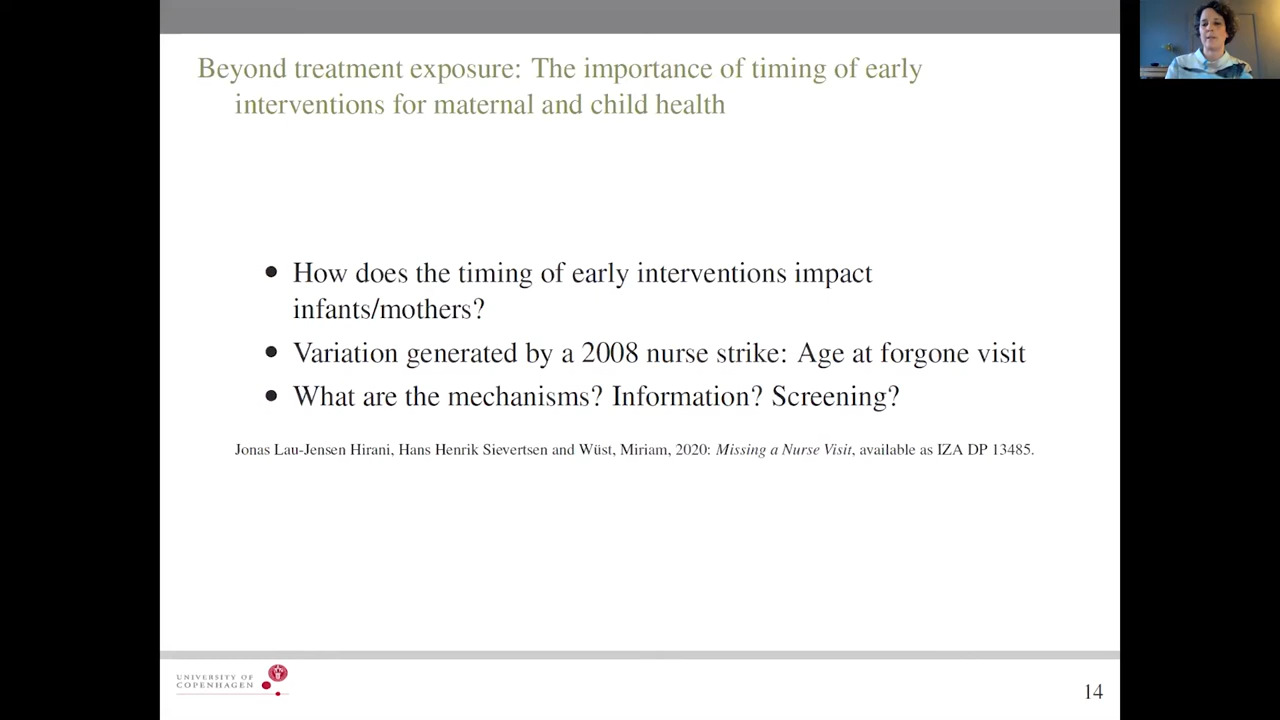 Beyond treatment exposure: The importance of timing of early
interventions for maternal and child health
• How does the timing of early interventions impact
infants/mothers?
• Variation generated by a 2008 nurse strike: Age at forgone visit
• What are the mechanisms? Information? Screening?
Jonas Lau-Jensen Hirani, Hans Henrik Sievertsen and Wüst, Miriam, 2020: Missing a Nurse Visit, available as IZA DP 13485.
UNIVERSITY OF
COPENHAGEN
14